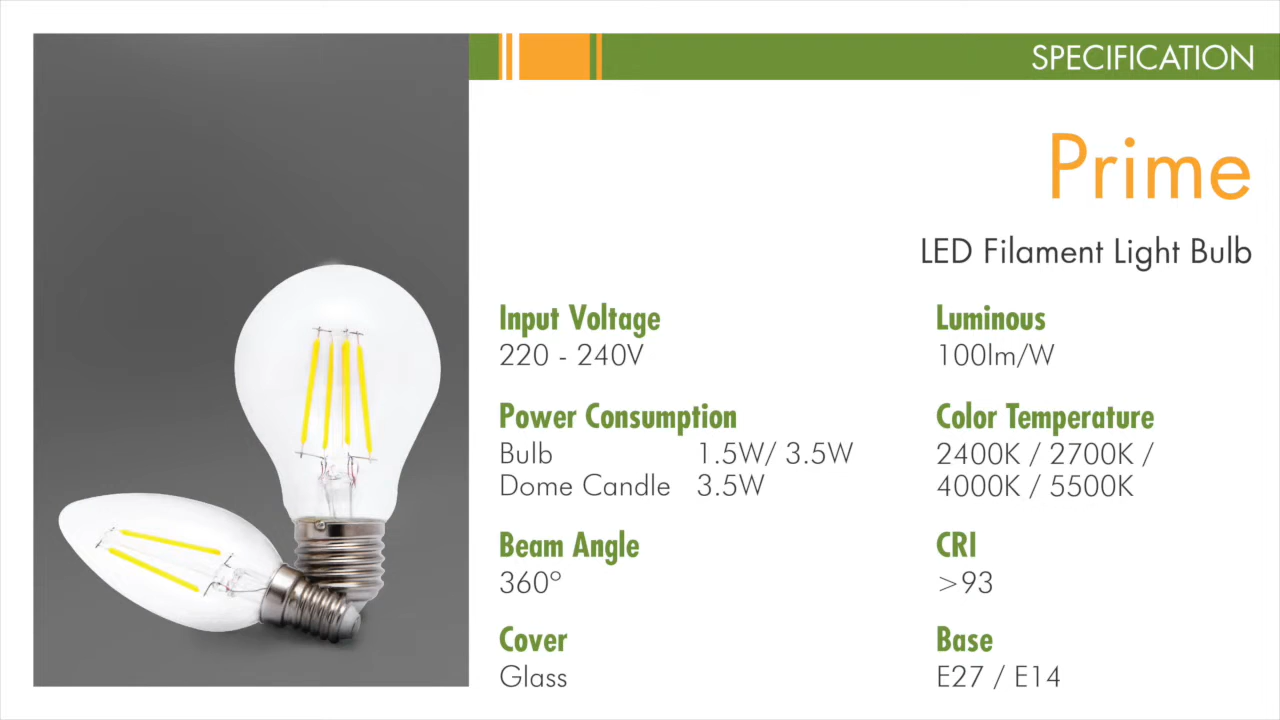 SPECIFICATION
Prime
LED Filament Light Bulb
Input Voltage
220 - 240V
Power Consumption
Bulb 1.5W/ 3.5W
Dome Candle 3.5W
Beam Angle
360º
Cover
Glass
Luminous
100lm/W
Color Temperature
2400K / 2700K /
4000K / 5500K
CRI
>93
Base
E27 / E14